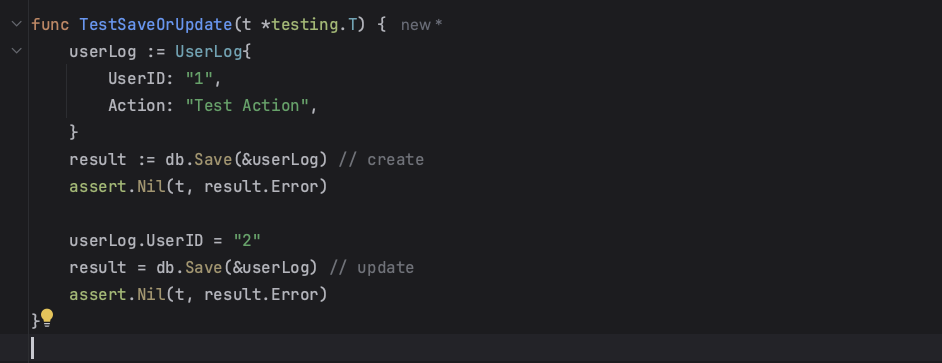 func TestSaveOrUpdate(t *testing.T) { new *
    userLog := UserLog{
        UserID: "1",
        Action: "Test Action",
    }
    result := db.Save(&userLog) // create
    assert.Nil(t, result.Error)

    userLog.UserID = "2"
    result = db.Save(&userLog) // update
    assert.Nil(t, result.Error)
}